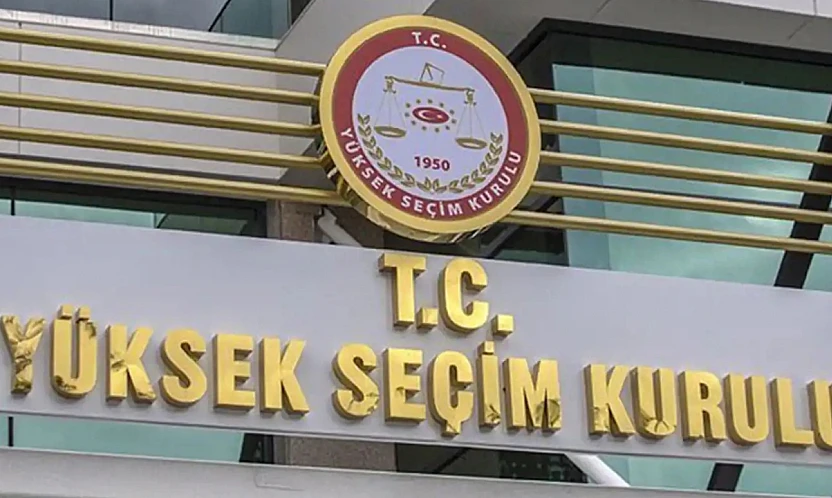 T.C.
1950
YÜKSEK SEÇİM KURULU
T.C.
YÜKSEK SEÇİM KURULU